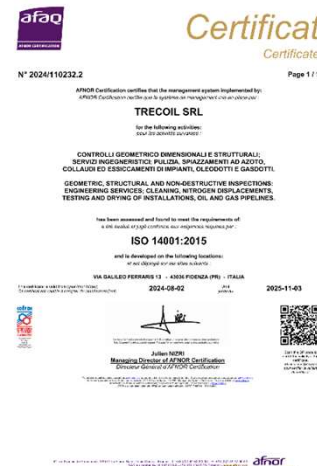 afaq
AFNOR CERTIFICATION
Certificat
Certificate
N° 2024/110232.2
Page 1 /
AFNOR Certification certifies that the management system implemented by:
AFNOR Certification certifie que le système de management mis en place par :
TRECOIL SRL
for the following activities:
pour les activités suivantes :
CONTROLLI GEOMETRICO DIMENSIONALI E STRUTTURALI;
SERVIZI INGEGNERISTICI; PULIZIA, SPIAZZAMENTI AD AZOTO,
COLLAUDI ED ESSICCAMENTI DI IMPIANTI, OLEODOTTI E GASDOTTI.
GEOMETRIC, STRUCTURAL AND NON-DESTRUCTIVE INSPECTIONS;
ENGINEERING SERVICES; CLEANING, NITROGEN DISPLACEMENTS,
TESTING AND DRYING OF INSTALLATIONS, OIL AND GAS PIPELINES.
has been assessed and found to meet the requirements of:
a été évalué et jugé conforme aux exigences requises par :
ISO 14001:2015
and is developed on the following locations:
et est déployé sur les sites suivants :
VIA GALILEO FERRARIS 13 - 43036 FIDENZA (PR) - ITALIA
2024-08-02
2025-11-03
Julien NIZRI
Managing Director of AFNOR Certification
Directeur Général d'AFNOR Certification
afnor